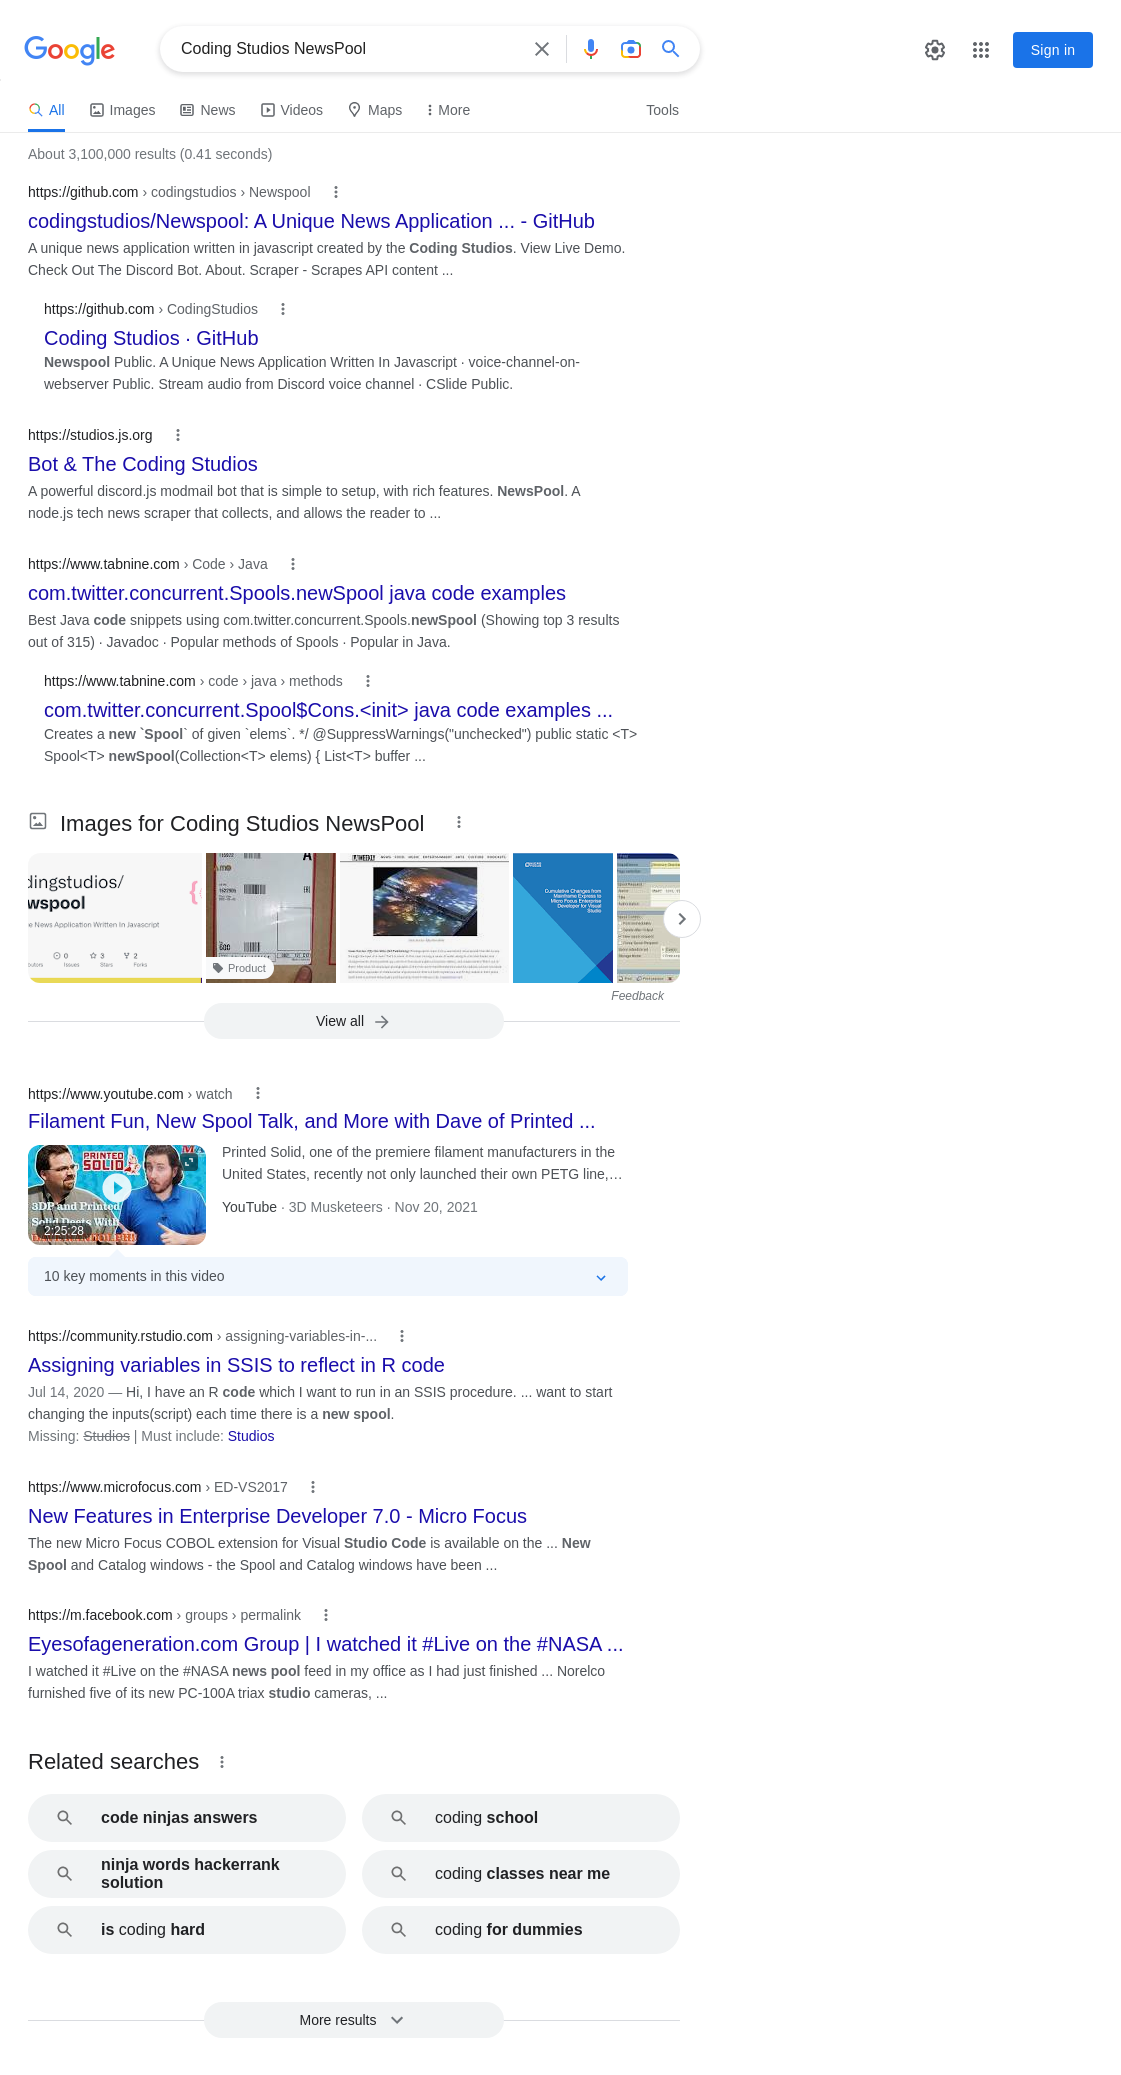 Google
Coding Studios NewsPool
Sign in
All
Images
News
Videos
Maps
More
Tools
About 3,100,000 results (0.41 seconds)
https://github.com › codingstudios › Newspool
codingstudios/Newspool: A Unique News Application ... - GitHub
A unique news application written in javascript created by the Coding Studios. View Live Demo.
Check Out The Discord Bot. About. Scraper - Scrapes API content ...
https://github.com › CodingStudios
Coding Studios · GitHub
Newspool Public. A Unique News Application Written In Javascript · voice-channel-on-
webserver Public. Stream audio from Discord voice channel · CSlide Public.
https://studios.js.org
Bot & The Coding Studios
A powerful discord.js modmail bot that is simple to setup, with rich features. NewsPool. A
node.js tech news scraper that collects, and allows the reader to ...
https://www.tabnine.com › Code › Java
com.twitter.concurrent.Spools.newSpool java code examples
Best Java code snippets using com.twitter.concurrent.Spools.newSpool (Showing top 3 results
out of 315) · Javadoc · Popular methods of Spools · Popular in Java.
https://www.tabnine.com › code › java › methods
com.twitter.concurrent.Spool$Cons.<init> java code examples ...
Creates a new `Spool` of given `elems`. */ @SuppressWarnings("unchecked") public static <T>
Spool<T> newSpool(Collection<T> elems) { List<T> buffer ...
Images for Coding Studios NewsPool
dingstudios/
wspool
e News Application Written In Javascript
0
3
2
Issues
Stars
Forks
Product
WEEKLY
Cumulative Changes from
Mainframe Express to
Micro Focus Enterprise
Developer for Visual
Studio
Feedback
View all
https://www.youtube.com › watch
Filament Fun, New Spool Talk, and More with Dave of Printed ...
PRINTED
SOLID
3DP and Printed
Solid Deets With
2:25:28
Printed Solid, one of the premiere filament manufacturers in the
United States, recently not only launched their own PETG line,…
YouTube · 3D Musketeers · Nov 20, 2021
10 key moments in this video
https://community.rstudio.com › assigning-variables-in-...
Assigning variables in SSIS to reflect in R code
Jul 14, 2020 — Hi, I have an R code which I want to run in an SSIS procedure. ... want to start
changing the inputs(script) each time there is a new spool.
Missing: Studios | Must include: Studios
https://www.microfocus.com › ED-VS2017
New Features in Enterprise Developer 7.0 - Micro Focus
The new Micro Focus COBOL extension for Visual Studio Code is available on the ... New
Spool and Catalog windows - the Spool and Catalog windows have been ...
https://m.facebook.com › groups › permalink
Eyesofageneration.com Group | I watched it #Live on the #NASA ...
I watched it #Live on the #NASA news pool feed in my office as I had just finished ... Norelco
furnished five of its new PC-100A triax studio cameras, ...
Related searches
code ninjas answers
coding school
ninja words hackerrank
solution
coding classes near me
is coding hard
coding for dummies
More results